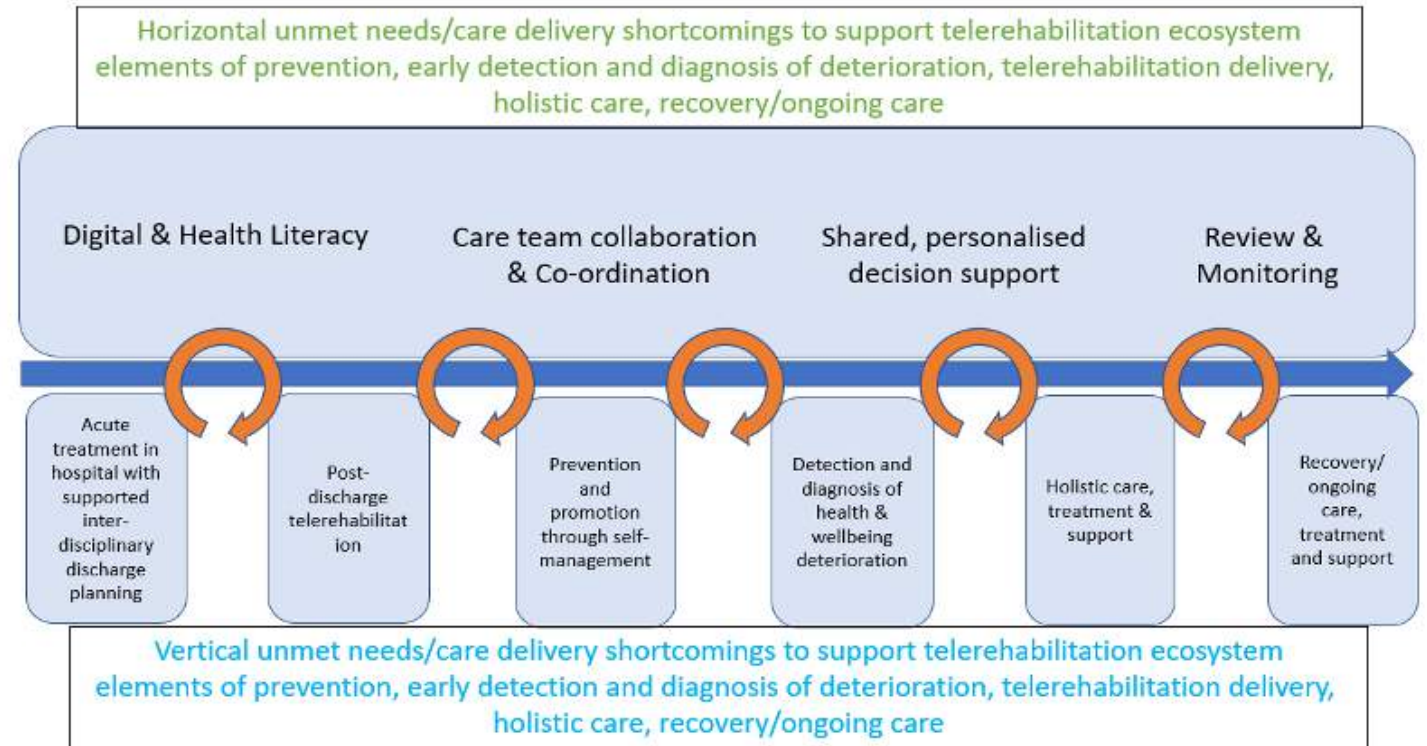 Horizontal unmet needs/care delivery shortcomings to support telerehabilitation ecosystem
elements of prevention, early detection and diagnosis of deterioration, telerehabilitation delivery,
holistic care, recovery/ongoing care
Digital & Health Literacy
Care team collaboration
& Co-ordination
Shared, personalised
decision support
Review &
Monitoring
Acute
treatment in
hospital with
supported
inter-
disciplinary
discharge
planning
Post-
discharge
telerehabilitat
ion
Prevention
and
promotion
through self-
management
Detection and
diagnosis of
health &
wellbeing
deterioration
Holistic care,
treatment &
support
Recovery/
ongoing
care,
treatment
and support
Vertical unmet needs/care delivery shortcomings to support telerehabilitation ecosystem
elements of prevention, early detection and diagnosis of deterioration, telerehabilitation delivery,
holistic care, recovery/ongoing care